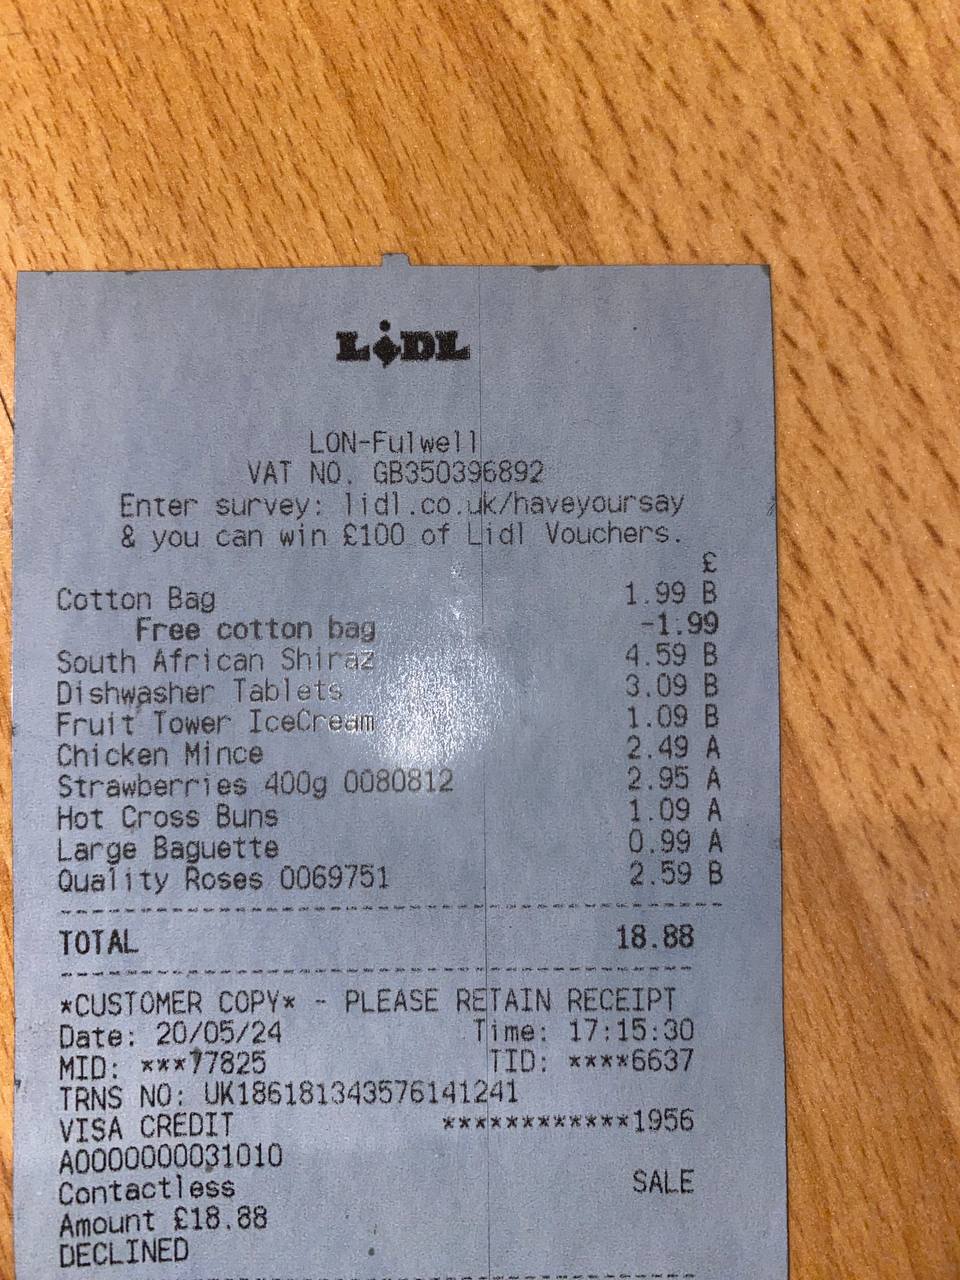 LiDL
LON-Fulwell
VAT NO. GB350396892
Enter survey: lidl.co.uk/haveyoursay
& you can win £100 of Lidl Vouchers.
£
Cotton Bag 1.99 B
Free cotton bag -1.99
South African Shiraz 4.59 B
Dishwasher Tablets 3.09 B
Fruit Tower IceCream 1.09 B
Chicken Mince 2.49 A
Strawberries 400g 0080812 2.95 A
Hot Cross Buns 1.09 A
Large Baguette 0.99 A
Quality Roses 0069751 2.59 B
TOTAL 18.88
*CUSTOMER COPY* - PLEASE RETAIN RECEIPT
Date: 20/05/24 Time: 17:15:30
MID: ***77825 TID: ****6637
TRNS NO: UK1861813435761​41241
VISA CREDIT ************1956
A0000000031010
Contactless SALE
Amount £18.88
DECLINED